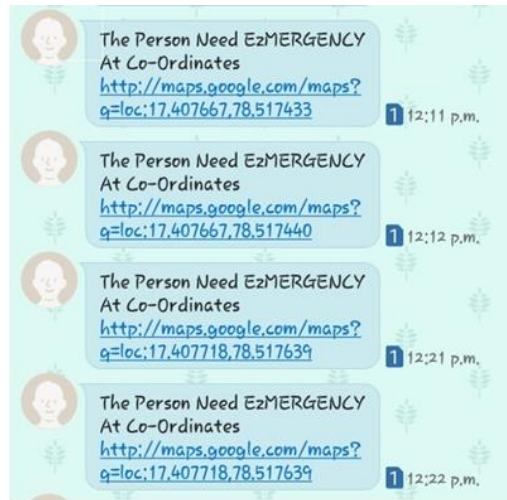 The Person Need EzMERGENCY
At Co-Ordinates
http://maps.google.com/maps?
q=loc:17.407667,78.517433
1 12:11 p.m.
The Person Need EzMERGENCY
At Co-Ordinates
http://maps.google.com/maps?
q=loc:17.407667,78.517440
1 12:12 p.m.
The Person Need EzMERGENCY
At Co-Ordinates
http://maps.google.com/maps?
q=loc:17.407718,78.517639
1 12:21 p.m.
The Person Need EzMERGENCY
At Co-Ordinates
http://maps.google.com/maps?
q=loc:17.407718,78.517639
1 12:22 p.m.